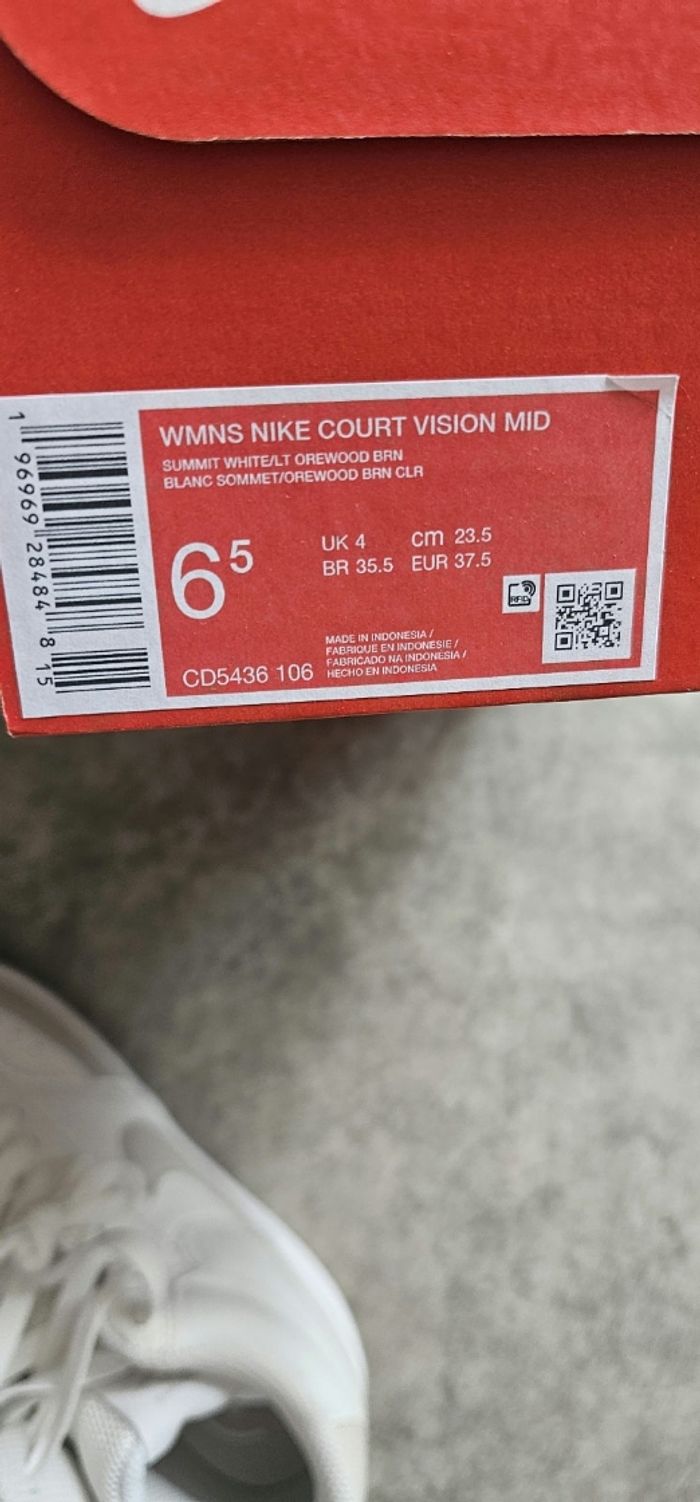 WMNS NIKE COURT VISION MID
SUMMIT WHITE/LT OREWOOD BRN
BLANC SOMMET/OREWOOD BRN CLR
6 5
UK 4 cm 23.5
BR 35.5 EUR 37.5
RFID
MADE IN INDONESIA /
FABRIQUE EN INDONESIE /
FABRICADO NA INDONESIA /
HECHO EN INDONESIA
CD5436 106
1 96969 28484 8 15